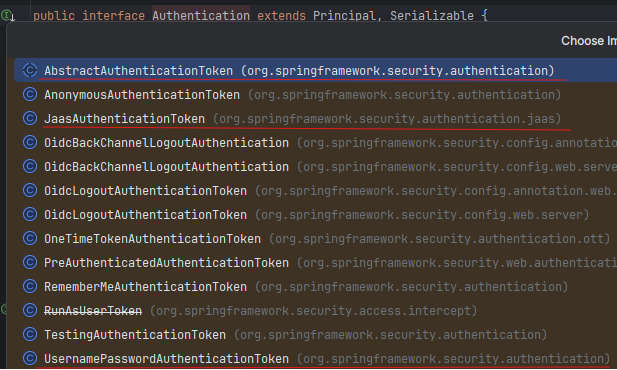 public interface Authentication extends Principal, Serializable {
Choose Im
AbstractAuthenticationToken (org.springframework.security.authentication)
AnonymousAuthenticationToken (org.springframework.security.authentication)
JaasAuthenticationToken (org.springframework.security.authentication.jaas)
OidcBackChannelLogoutAuthentication (org.springframework.security.config.annotatio
OidcBackChannelLogoutAuthentication (org.springframework.security.config.web.serve
OidcLogoutAuthenticationToken (org.springframework.security.config.annotation.web.
OidcLogoutAuthenticationToken (org.springframework.security.config.web.server)
OneTimeTokenAuthenticationToken (org.springframework.security.authentication.ott)
PreAuthenticatedAuthenticationToken (org.springframework.security.web.authenticati
RememberMeAuthenticationToken (org.springframework.security.authentication)
RunAsUserToken (org.springframework.security.access.intercept)
TestingAuthenticationToken (org.springframework.security.authentication)
UsernamePasswordAuthenticationToken (org.springframework.security.authentication)